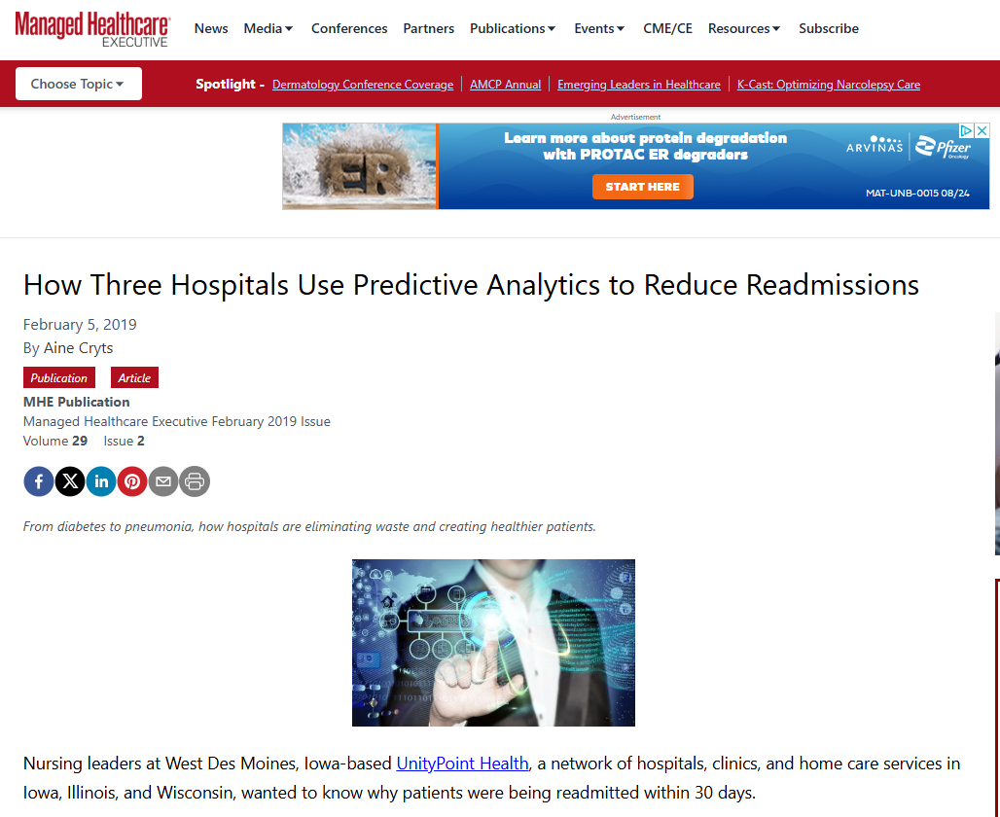 Managed Healthcare
EXECUTIVE
News Media Conferences Partners Publications Events CME/CE Resources Subscribe
Choose Topic
Spotlight - Dermatology Conference Coverage AMCP Annual Emerging Leaders in Healthcare K-Cast: Optimizing Narcolepsy Care
Advertisement
ER
Learn more about protein degradation
with PROTAC ER degraders
START HERE
ARVINAS Pfizer
Oncology
MAT-UNB-0015 08/24
How Three Hospitals Use Predictive Analytics to Reduce Readmissions
February 5, 2019
By Aine Cryts
Publication Article
MHE Publication
Managed Healthcare Executive February 2019 Issue
Volume 29 Issue 2
From diabetes to pneumonia, how hospitals are eliminating waste and creating healthier patients.
Nursing leaders at West Des Moines, Iowa-based UnityPoint Health, a network of hospitals, clinics, and home care services in
Iowa, Illinois, and Wisconsin, wanted to know why patients were being readmitted within 30 days.